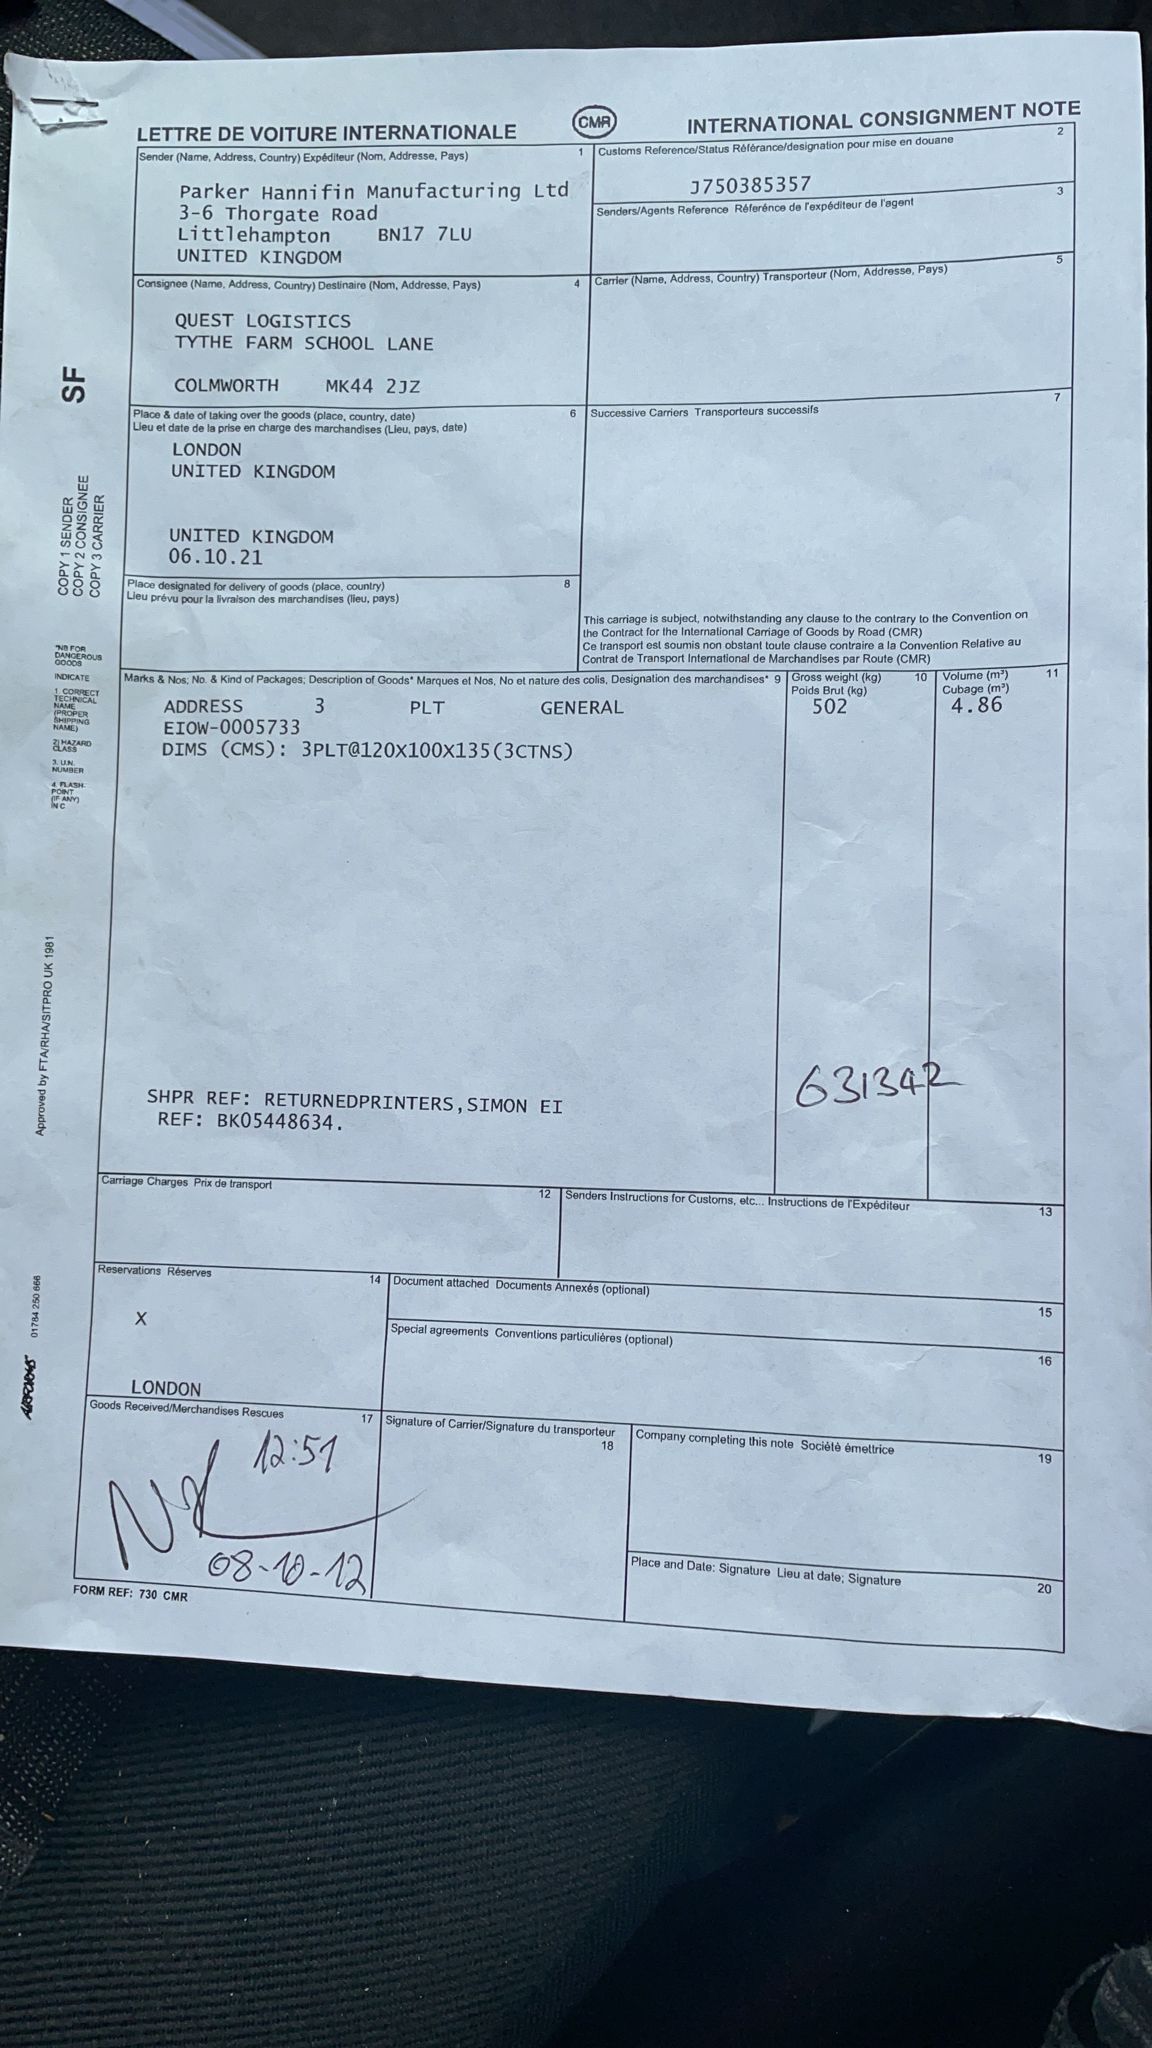 LETTRE DE VOITURE INTERNATIONALE
CMR
INTERNATIONAL CONSIGNMENT NOTE
Sender (Name, Address, Country) Expéditeur (Nom, Addresse, Pays) 1
Parker Hannifin Manufacturing Ltd
3-6 Thorgate Road
Littlehampton BN17 7LU
UNITED KINGDOM
Customs Reference/Status Référance/designation pour mise en douane 2
J750385357
Senders/Agents Reference Référence de l'expéditeur de l'agent 3
Consignee (Name, Address, Country) Destinaire (Nom, Addresse, Pays) 4
QUEST LOGISTICS
TYTHE FARM SCHOOL LANE
COLMWORTH MK44 2JZ
Carrier (Name, Address, Country) Transporteur (Nom, Addresse, Pays) 5
Place & date of taking over the goods (place, country, date) 6
Lieu et date de la prise en charge des marchandises (Lieu, pays, date)
LONDON
UNITED KINGDOM
UNITED KINGDOM
06.10.21
Successive Carriers Transporteurs successifs 7
Place designated for delivery of goods (place, country) 8
Lieu prévu pour la livraison des marchandises (lieu, pays)
This carriage is subject, notwithstanding any clause to the contrary to the Convention on
the Contract for the International Carriage of Goods by Road (CMR)
Ce transport est soumis non obstant toute clause contraire a la Convention Relative au
Contrat de Transport International de Marchandises par Route (CMR)
Marks & Nos; No. & Kind of Packages; Description of Goods* Marques et Nos, No et nature des colis, Designation des marchandises* 9
Gross weight (kg) 10
Poids Brut (kg)
Volume (m³) 11
Cubage (m³)
ADDRESS 3 PLT GENERAL 502 4.86
EIOW-0005733
DIMS (CMS): 3PLT@120X100X135(3CTNS)
631342
SHPR REF: RETURNEDPRINTERS,SIMON EI
REF: BK05448634.
Carriage Charges Prix de transport 12
Senders Instructions for Customs, etc... Instructions de l'Expéditeur 13
Reservations Réserves 14
X
LONDON
Document attached Documents Annexés (optional) 15
Special agreements Conventions particulières (optional) 16
Goods Received/Merchandises Rescues 17
12:51
08-10-12
Signature of Carrier/Signature du transporteur
18
Company completing this note Société émettrice 19
Place and Date: Signature Lieu at date; Signature 20
FORM REF: 730 CMR
SF
COPY 1 SENDER
COPY 2 CONSIGNEE
COPY 3 CARRIER
*NB FOR
DANGEROUS
GOODS
INDICATE
1. CORRECT
TECHNICAL
NAME
(PROPER
SHIPPING
NAME)
2) HAZARD
CLASS
3. U.N.
NUMBER
4. FLASH-
POINT
(IF ANY)
IN C
Approved by FTA/RHA/SITPRO UK 1981
01784 250 666